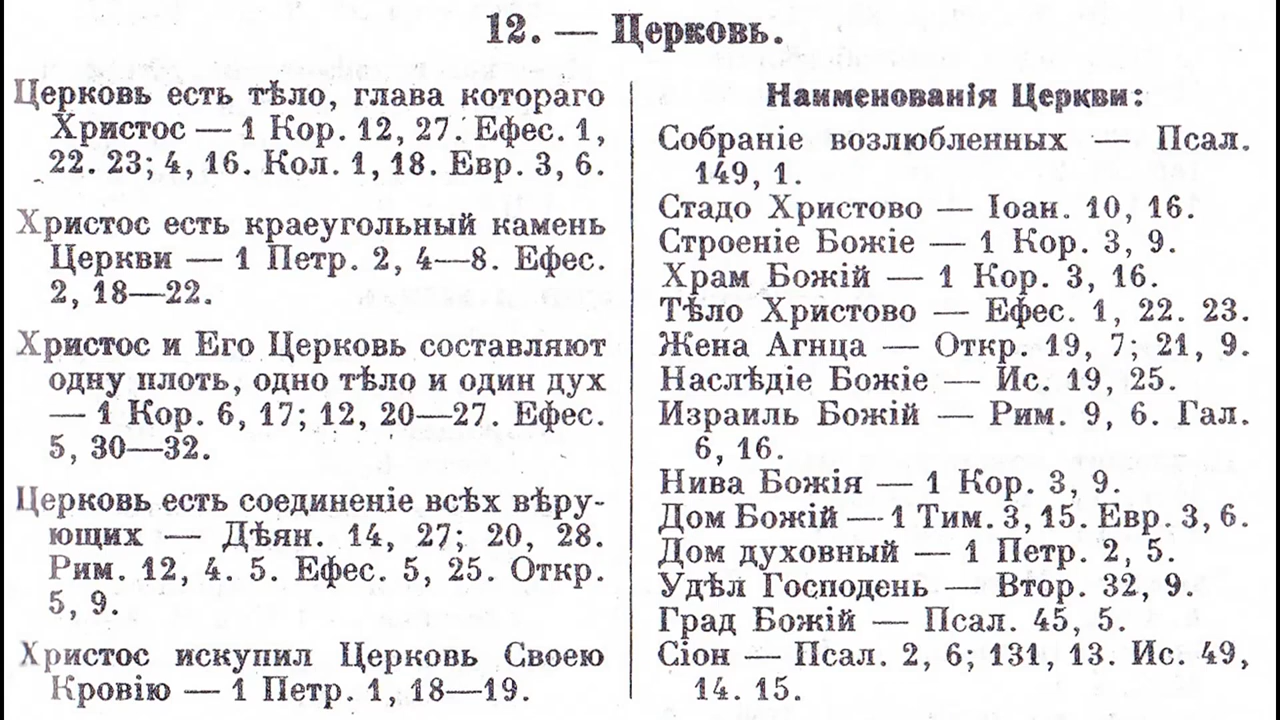 12. — Церковь.
Церковь есть тѣло, глава котораго
Христос — 1 Кор. 12, 27. Ефес. 1,
22. 23; 4, 16. Кол. 1, 18. Евр. 3, 6.
Христос есть краеугольный камень
Церкви — 1 Петр. 2, 4—8. Ефес.
2, 18—22.
Христос и Его Церковь составляют
одну плоть, одно тѣло и один дух
— 1 Кор. 6, 17; 12, 20—27. Ефес.
5, 30—32.
Церковь есть соединеніе всѣх вѣру-
ющих — Дѣян. 14, 27; 20, 28.
Рим. 12, 4. 5. Ефес. 5, 25. Откр.
5, 9.
Христос искупил Церковь Своею
Кровію — 1 Петр. 1, 18—19.
Наименованія Церкви:
Собраніе возлюбленных — Псал.
149, 1.
Стадо Христово — Іоан. 10, 16.
Строеніе Божіе — 1 Кор. 3, 9.
Храм Божій — 1 Кор. 3, 16.
Тѣло Христово — Ефес. 1, 22. 23.
Жена Агнца — Откр. 19, 7; 21, 9.
Наслѣдіе Божіе — Ис. 19, 25.
Израиль Божій — Рим. 9, 6. Гал.
6, 16.
Нива Божія — 1 Кор. 3, 9.
Дом Божій — 1 Тим. 3, 15. Евр. 3, 6.
Дом духовный — 1 Петр. 2, 5.
Удѣл Господень — Втор. 32, 9.
Град Божій — Псал. 45, 5.
Сіон — Псал. 2, 6; 131, 13. Ис. 49,
14. 15.